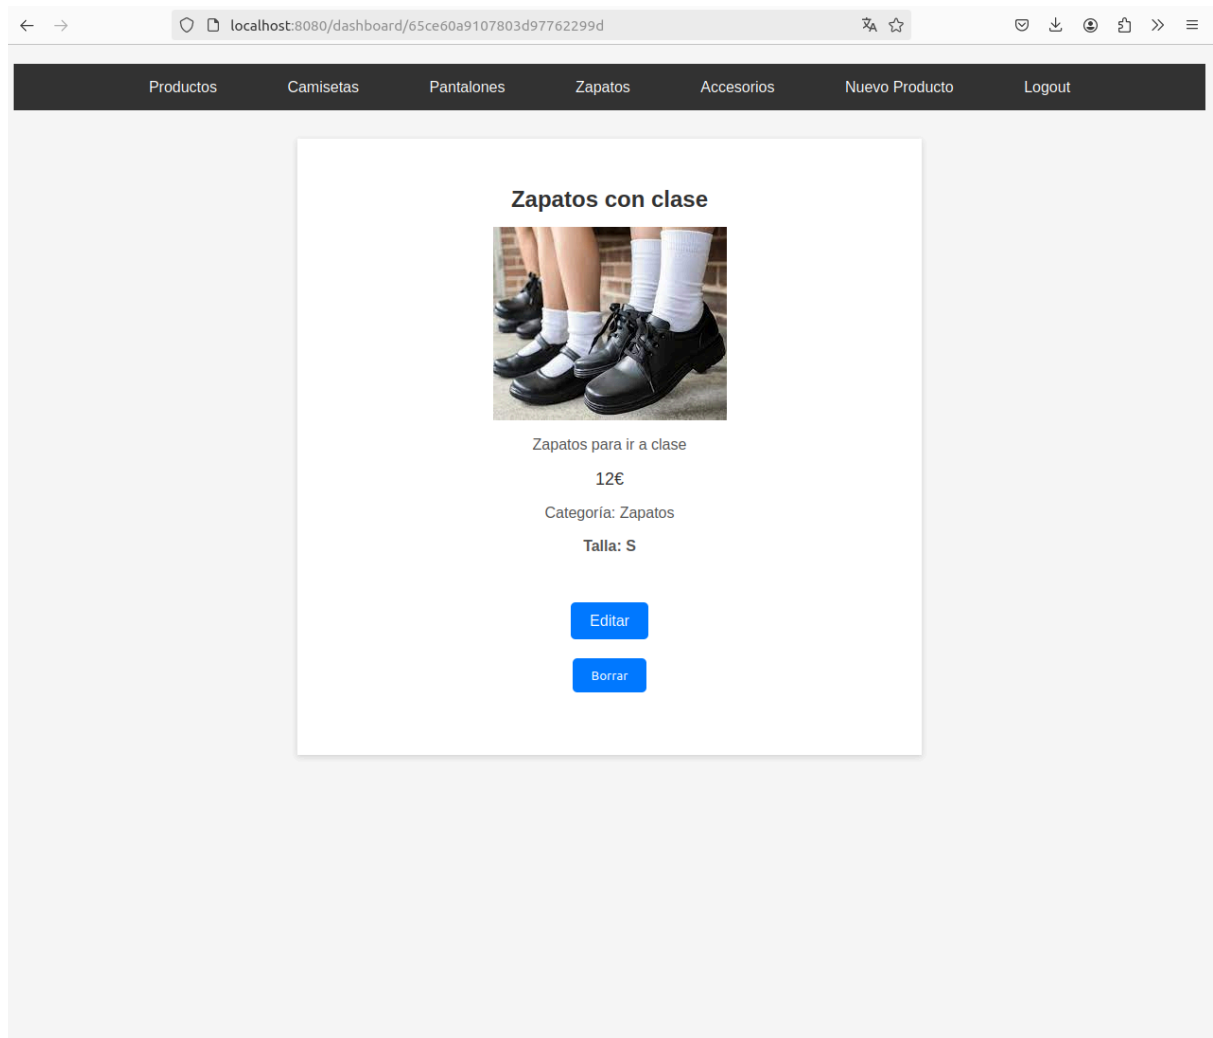 localhost:8080/dashboard/65ce60a9107803d97762299d
Productos Camisetas Pantalones Zapatos Accesorios Nuevo Producto Logout
Zapatos con clase
Zapatos para ir a clase
12€
Categoría: Zapatos
Talla: S
Editar
Borrar